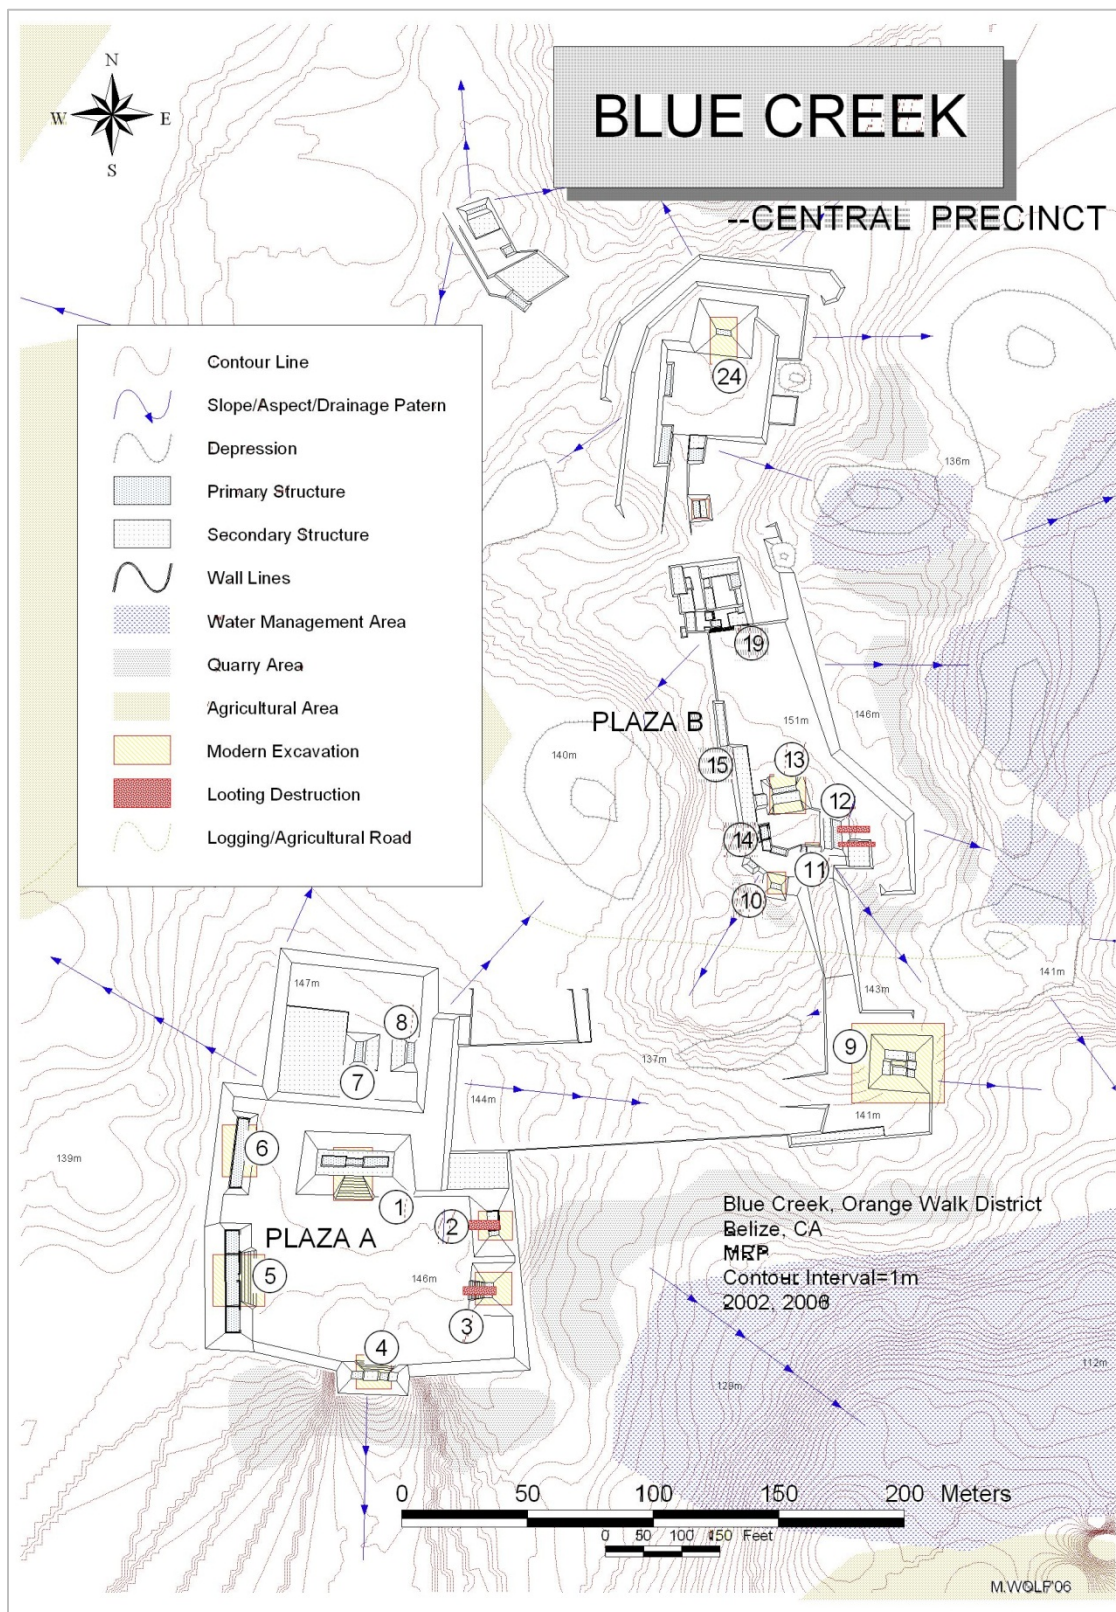 BLUE CREEK
--CENTRAL PRECINCT
N
W E
S
Contour Line
Slope/Aspect/Drainage Patern
Depression
Primary Structure
Secondary Structure
Wall Lines
Water Management Area
Quarry Area
Agricultural Area
Modern Excavation
Looting Destruction
Logging/Agricultural Road
24
136m
19
PLAZA B
151m
146m
140m
15
13
12
14
11
10
141m
147m
143m
8
9
7
137m
144m
141m
6
139m
1
2
PLAZA A
5
146m
3
4
Blue Creek, Orange Walk District
Belize, CA
MRP
Contour Interval=1m
2002, 2006
112m
129m
0 50 100 150 200 Meters
0 50 100 150 Feet
M.WOLF'06